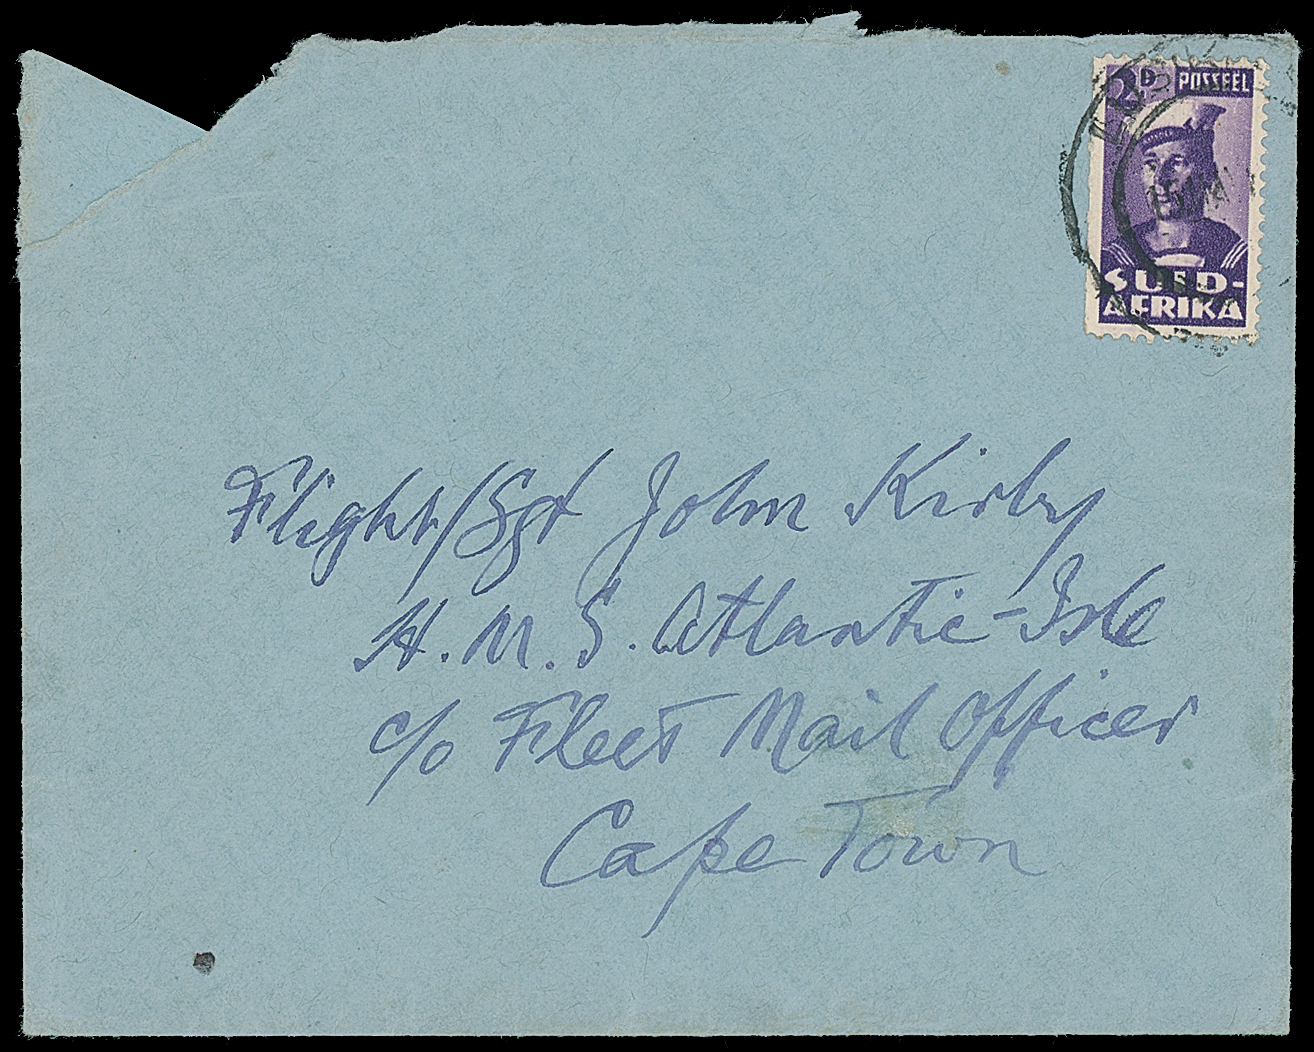 2D POSSEEL
SUID-
AFRIKA
Flight/Sgt John Kirby
H.M.S. Atlantic-Isle
c/o Fleet Mail Officer
Cape Town